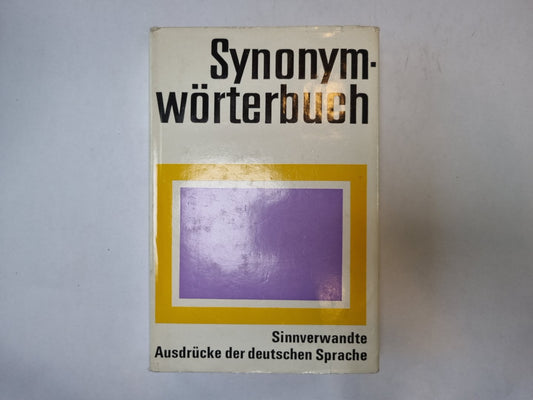 Synonym-
wörterbuch
Sinnverwandte
Ausdrücke der deutschen Sprache